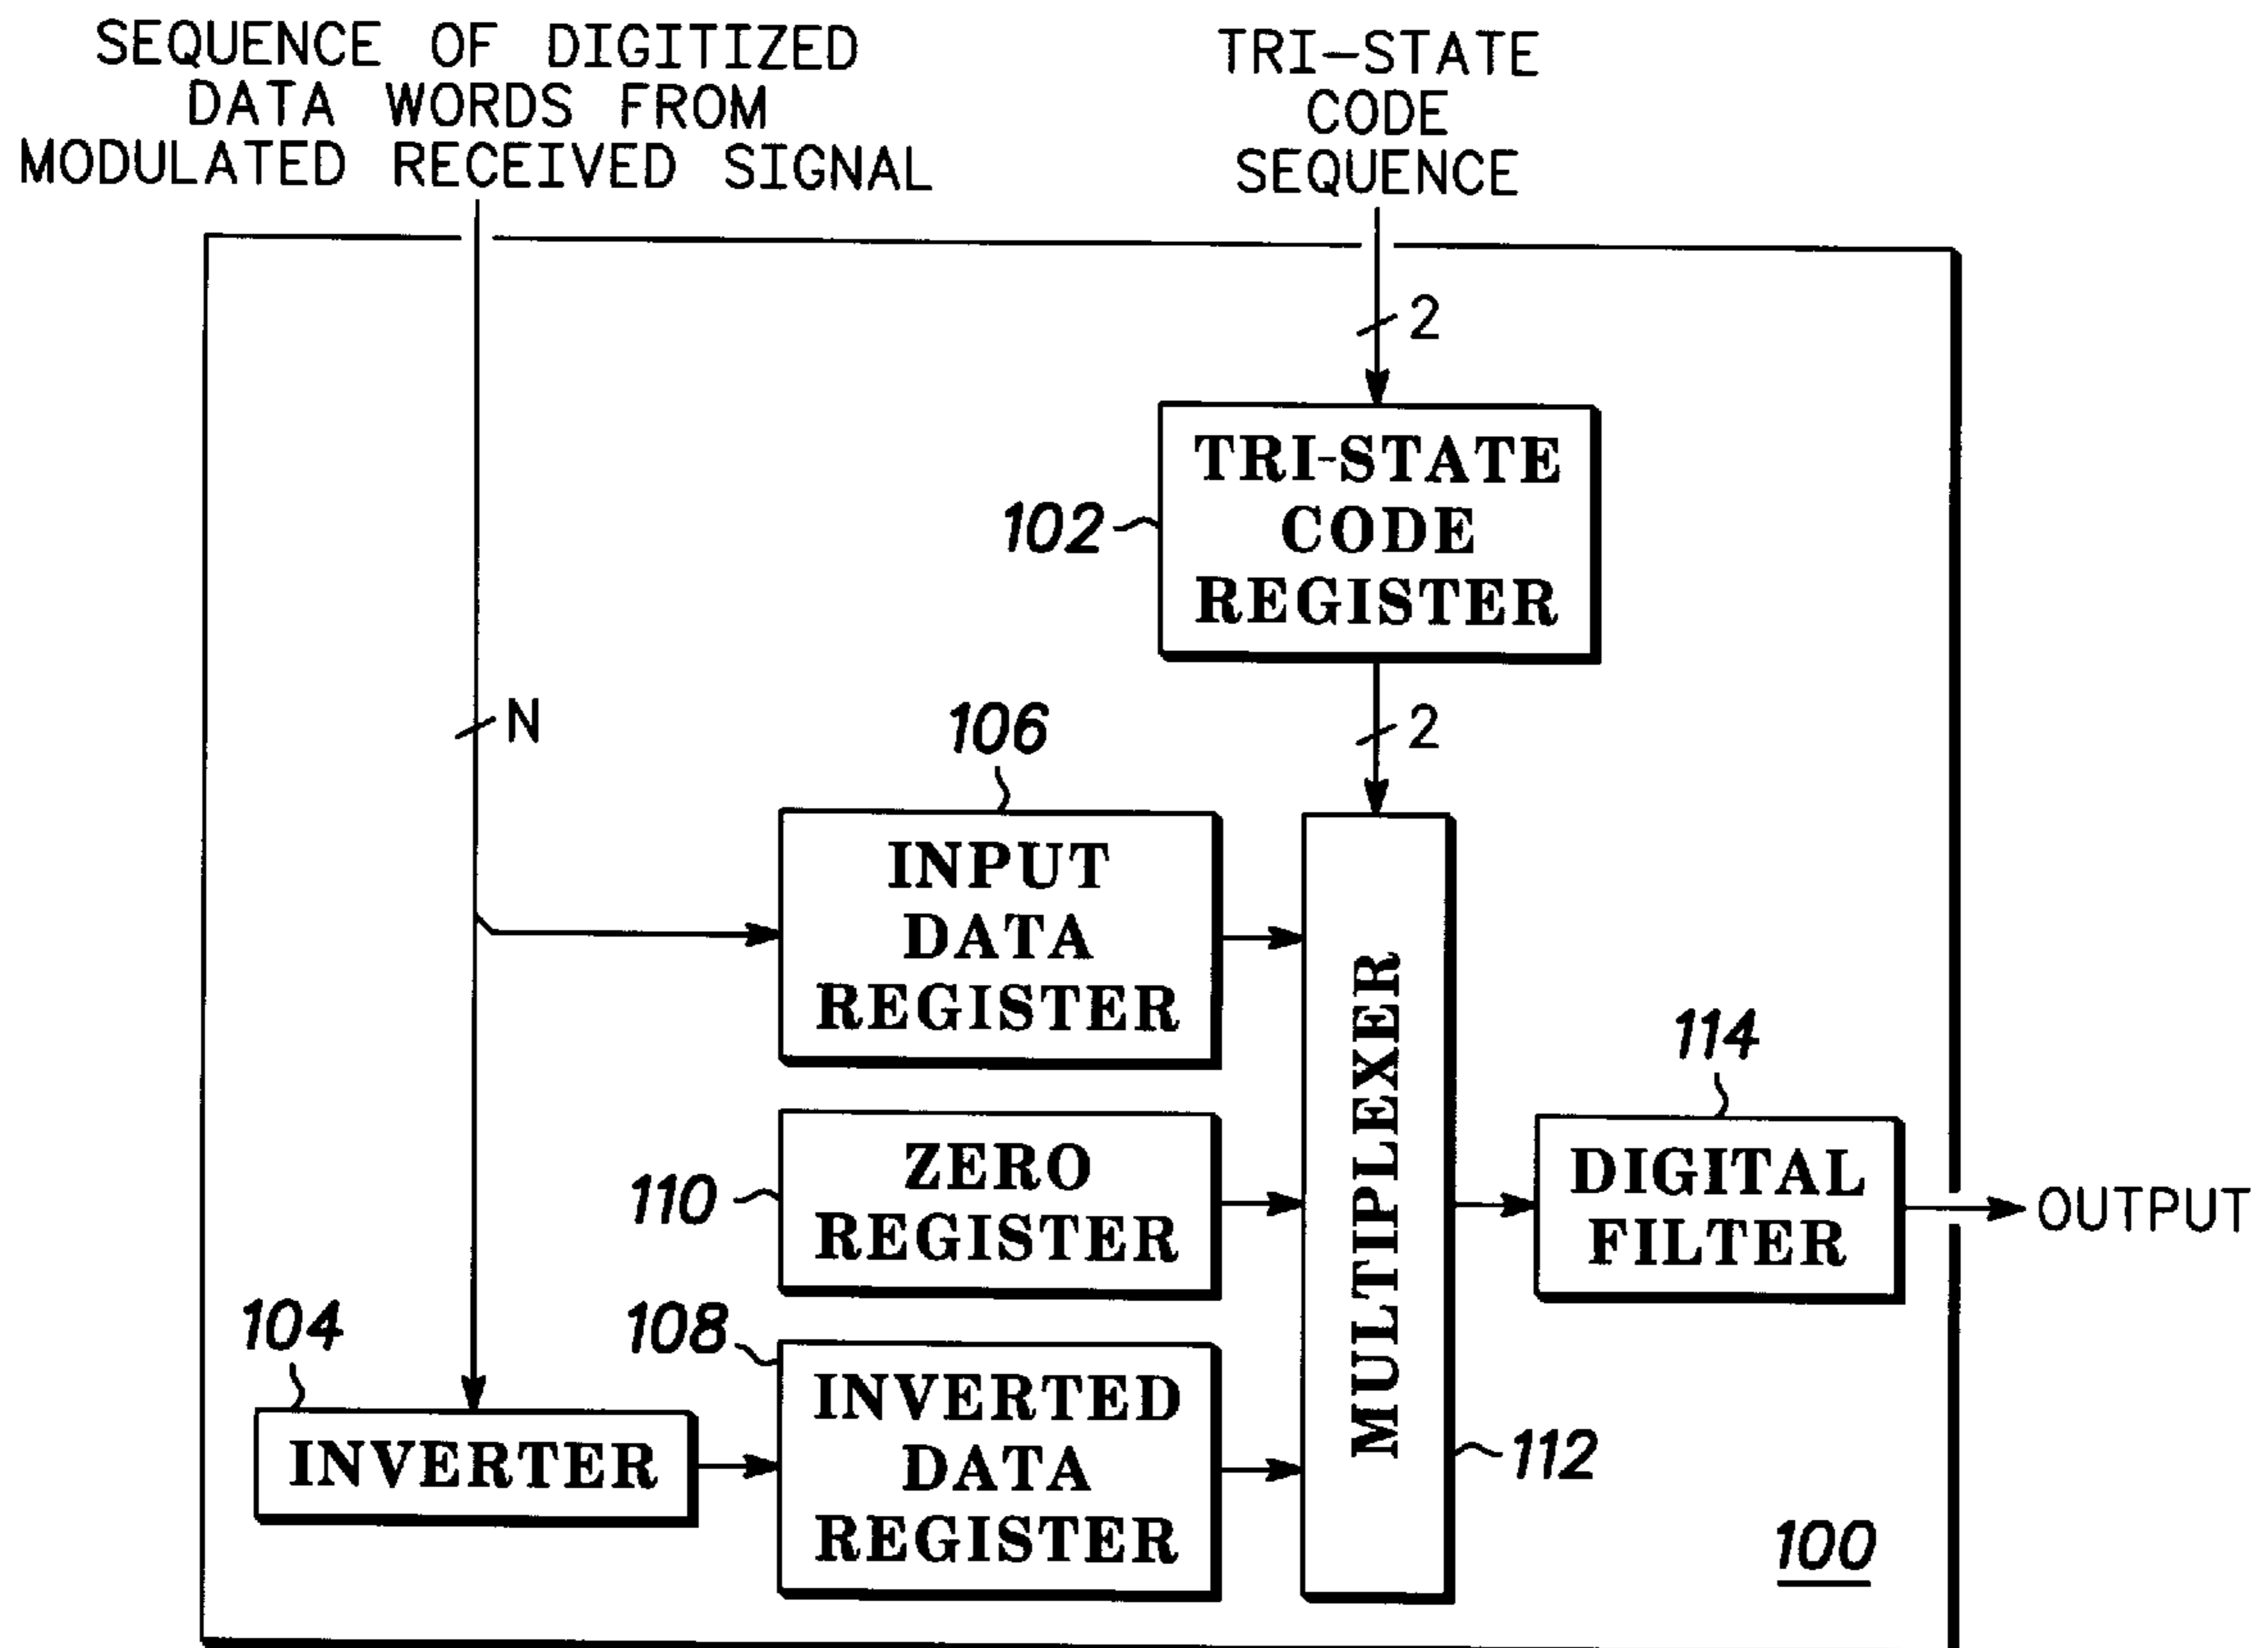 SEQUENCE OF DIGITIZED
DATA WORDS FROM
MODULATED RECEIVED SIGNAL
TRI-STATE
CODE
SEQUENCE
2
TRI-STATE
CODE
REGISTER
102
N
2
106
INPUT
DATA
REGISTER
MULTIPLEXER
114
ZERO
REGISTER
110
DIGITAL
FILTER
OUTPUT
104
108
INVERTER
INVERTED
DATA
REGISTER
112
100